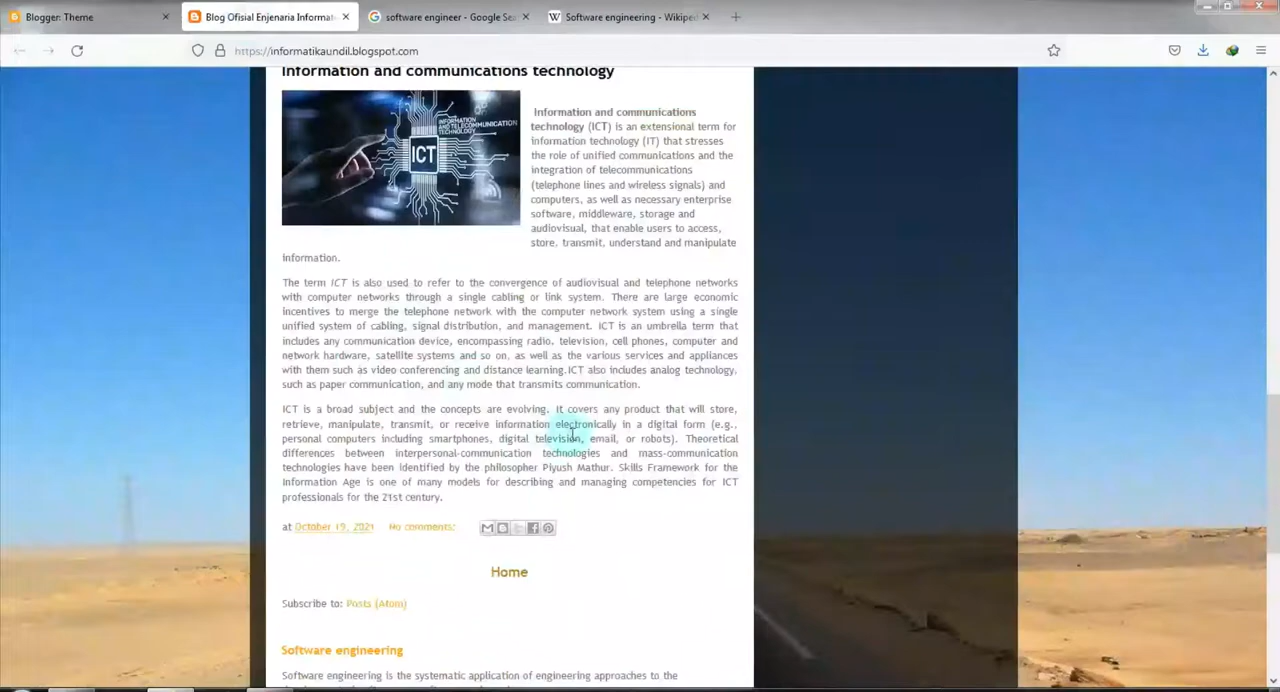 Blogger: Theme
Blog Ofisial Enjenaria Informat
software engineer - Google Sea
Software engineering - Wikiped
https://informatikaundil.blogspot.com
Information and communications technology
INFORMATION
AND TELECOMMUNICATION
TECHNOLOGY
ICT
Information and communications
technology (ICT) is an extensional term for
information technology (IT) that stresses
the role of unified communications and the
integration of telecommunications
(telephone lines and wireless signals) and
computers, as well as necessary enterprise
software, middleware, storage and
audiovisual, that enable users to access,
store, transmit, understand and manipulate
information.
The term ICT is also used to refer to the convergence of audiovisual and telephone networks
with computer networks through a single cabling or link system. There are large economic
incentives to merge the telephone network with the computer network system using a single
unified system of cabling, signal distribution, and management. ICT is an umbrella term that
includes any communication device, encompassing radio, television, cell phones, computer and
network hardware, satellite systems and so on, as well as the various services and appliances
with them such as video conferencing and distance learning.ICT also includes analog technology,
such as paper communication, and any mode that transmits communication.
ICT is a broad subject and the concepts are evolving. It covers any product that will store,
retrieve, manipulate, transmit, or receive information electronically in a digital form (e.g.,
personal computers including smartphones, digital television, email, or robots). Theoretical
differences between interpersonal-communication technologies and mass-communication
technologies have been identified by the philosopher Piyush Mathur. Skills Framework for the
Information Age is one of many models for describing and managing competencies for ICT
professionals for the 21st century.
at October 19, 2021 No comments:
Home
Subscribe to: Posts (Atom)
Software engineering
Software engineering is the systematic application of engineering approaches to the